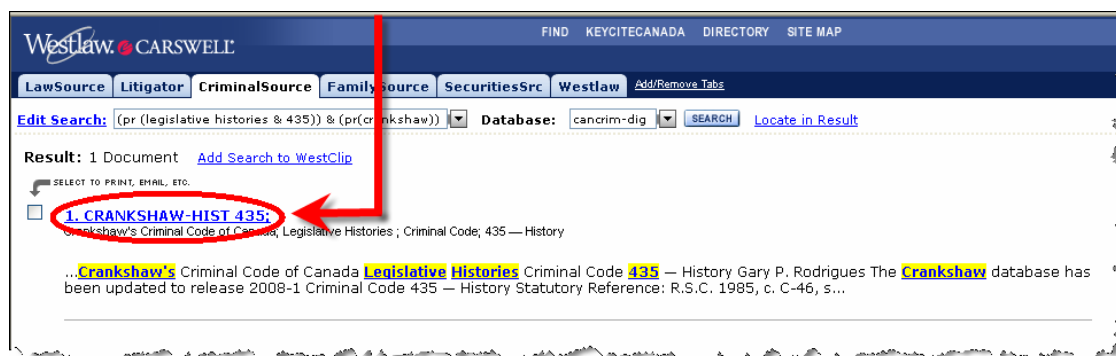 FIND KEYCITECANADA DIRECTORY SITE MAP
Westlaw. CARSWELL
LawSource Litigator CriminalSource FamilySource SecuritiesSrc Westlaw Add/Remove Tabs
Edit Search: (pr (legislative histories & 435)) & (pr(crankshaw)) Database: cancrim-dig SEARCH Locate in Result
Result: 1 Document Add Search to WestClip
SELECT TO PRINT, EMAIL, ETC.
1. CRANKSHAW-HIST 435;
Crankshaw's Criminal Code of Canada, Legislative Histories ; Criminal Code; 435 — History
...Crankshaw's Criminal Code of Canada Legislative Histories Criminal Code 435 — History Gary P. Rodrigues The Crankshaw database has
been updated to release 2008-1 Criminal Code 435 — History Statutory Reference: R.S.C. 1985, c. C-46, s...